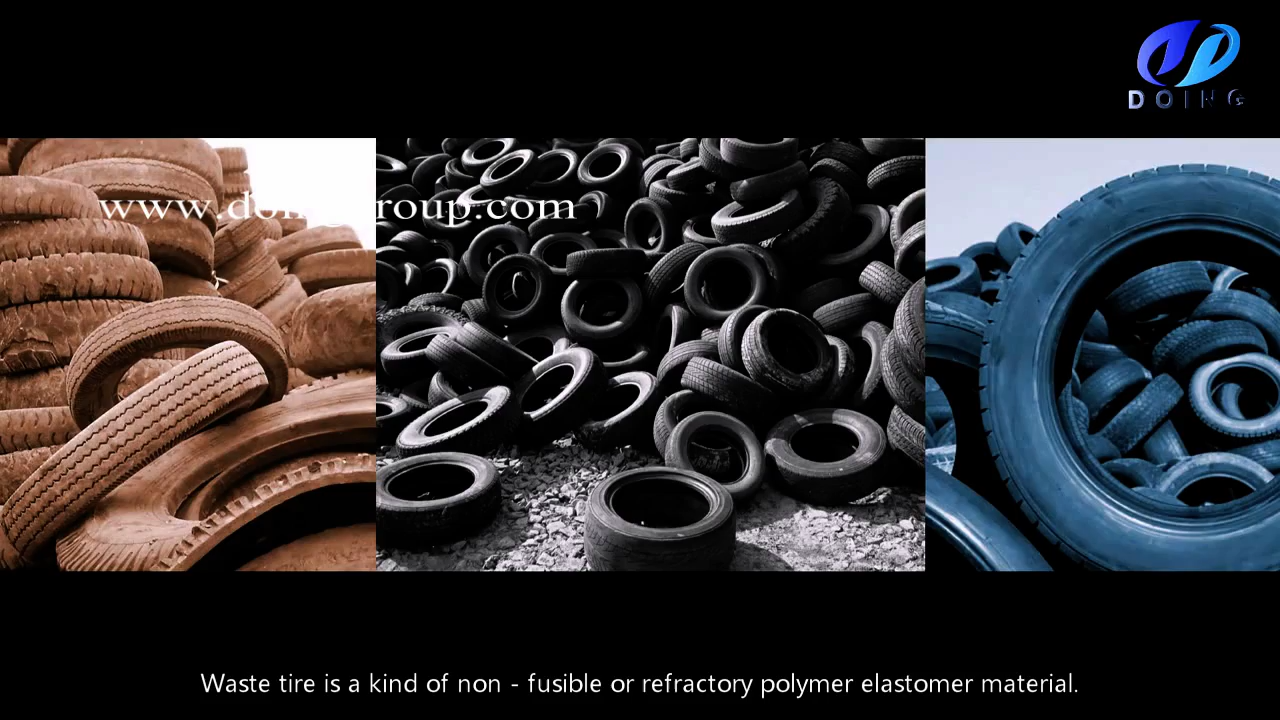 DOING
Waste tire is a kind of non - fusible or refractory polymer elastomer material.